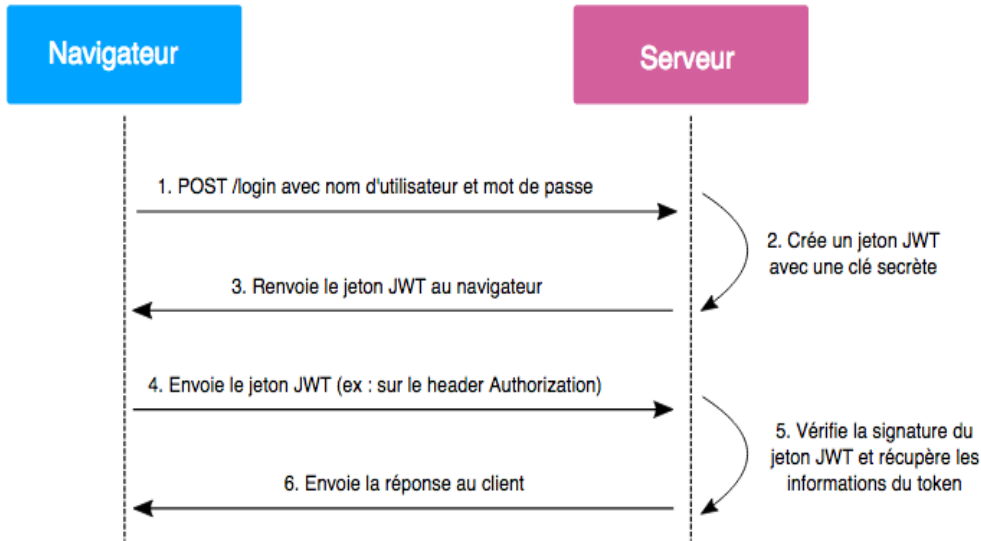 Navigateur
Serveur
1. POST /login avec nom d'utilisateur et mot de passe
2. Crée un jeton JWT
avec une clé secrète
3. Renvoie le jeton JWT au navigateur
4. Envoie le jeton JWT (ex : sur le header Authorization)
5. Vérifie la signature du
jeton JWT et récupère les
informations du token
6. Envoie la réponse au client